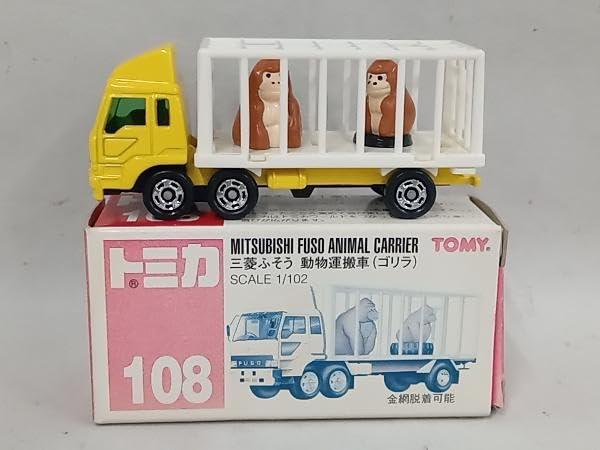 108
MITSUBISHI FUSO ANIMAL CARRIER
TOMY®
トミカ®
三菱ふそう 動物運搬車(ゴリラ)
SCALE 1/102
FUSO
108
金網脱着可能